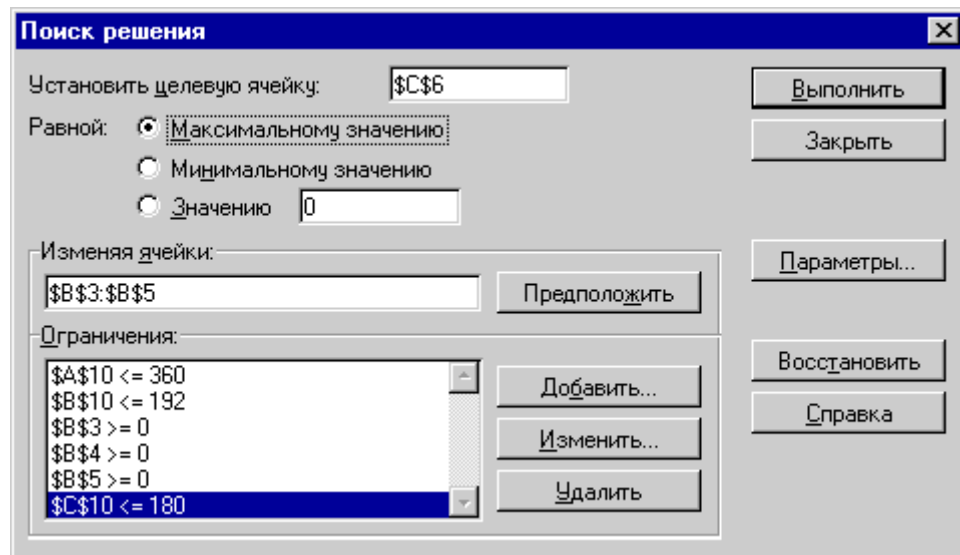 Поиск решения
Установить целевую ячейку: $C$6
Равной: Максимальному значению
Минимальному значению
Значению 0
Изменяя ячейки:
$B$3:$B$5
Предположить
Ограничения:
$A$10 <= 360
$B$10 <= 192
$B$3 >= 0
$B$4 >= 0
$B$5 >= 0
$C$10 <= 180
Добавить...
Изменить...
Удалить
Выполнить
Закрыть
Параметры...
Восстановить
Справка